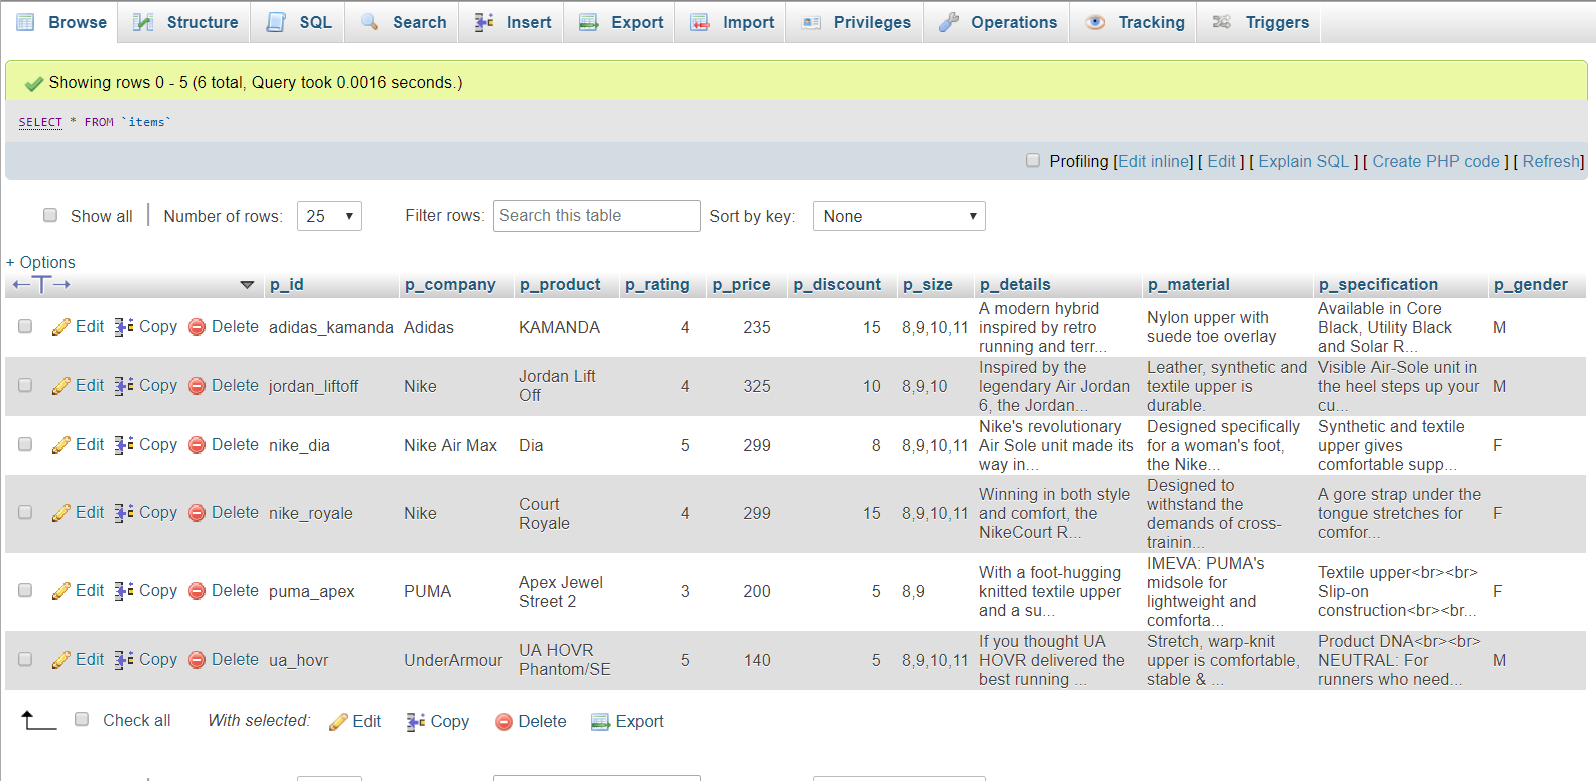 Browse Structure SQL Search Insert Export Import Privileges Operations Tracking Triggers
Showing rows 0 - 5 (6 total, Query took 0.0016 seconds.)
SELECT * FROM `items`
Profiling [Edit inline] [ Edit ] [ Explain SQL ] [ Create PHP code ] [ Refresh]
Show all Number of rows: 25 Filter rows: Search this table Sort by key: None
+ Options
p_id p_company p_product p_rating p_price p_discount p_size p_details p_material p_specification p_gender
Edit Copy Delete adidas_kamanda Adidas KAMANDA 4 235 15 8,9,10,11
A modern hybrid
inspired by retro
running and terr...
Nylon upper with
suede toe overlay
Available in Core
Black, Utility Black
and Solar R...
M
Edit Copy Delete jordan_liftoff Nike
Jordan Lift
Off
4 325 10 8,9,10
Inspired by the
legendary Air Jordan
6, the Jordan...
Leather, synthetic and
textile upper is
durable.
Visible Air-Sole unit in
the heel steps up your
cu...
M
Edit Copy Delete nike_dia Nike Air Max Dia 5 299 8 8,9,10,11
Nike's revolutionary
Air Sole unit made its
way in...
Designed specifically
for a woman's foot,
the Nike...
Synthetic and textile
upper gives
comfortable supp...
F
Edit Copy Delete nike_royale Nike
Court
Royale
4 299 15 8,9,10,11
Winning in both style
and comfort, the
NikeCourt R...
Designed to
withstand the
demands of cross-
trainin...
A gore strap under the
tongue stretches for
comfor...
F
Edit Copy Delete puma_apex PUMA
Apex Jewel
Street 2
3 200 5 8,9
With a foot-hugging
knitted textile upper
and a su...
IMEVA: PUMA's
midsole for
lightweight and
comforta...
Textile upper<br><br>
Slip-on
construction<br><br...
F
Edit Copy Delete ua_hovr UnderArmour
UA HOVR
Phantom/SE
5 140 5 8,9,10,11
If you thought UA
HOVR delivered the
best running ...
Stretch, warp-knit
upper is comfortable,
stable & ...
Product DNA<br><br>
NEUTRAL: For
runners who need...
M
Check all With selected: Edit Copy Delete Export